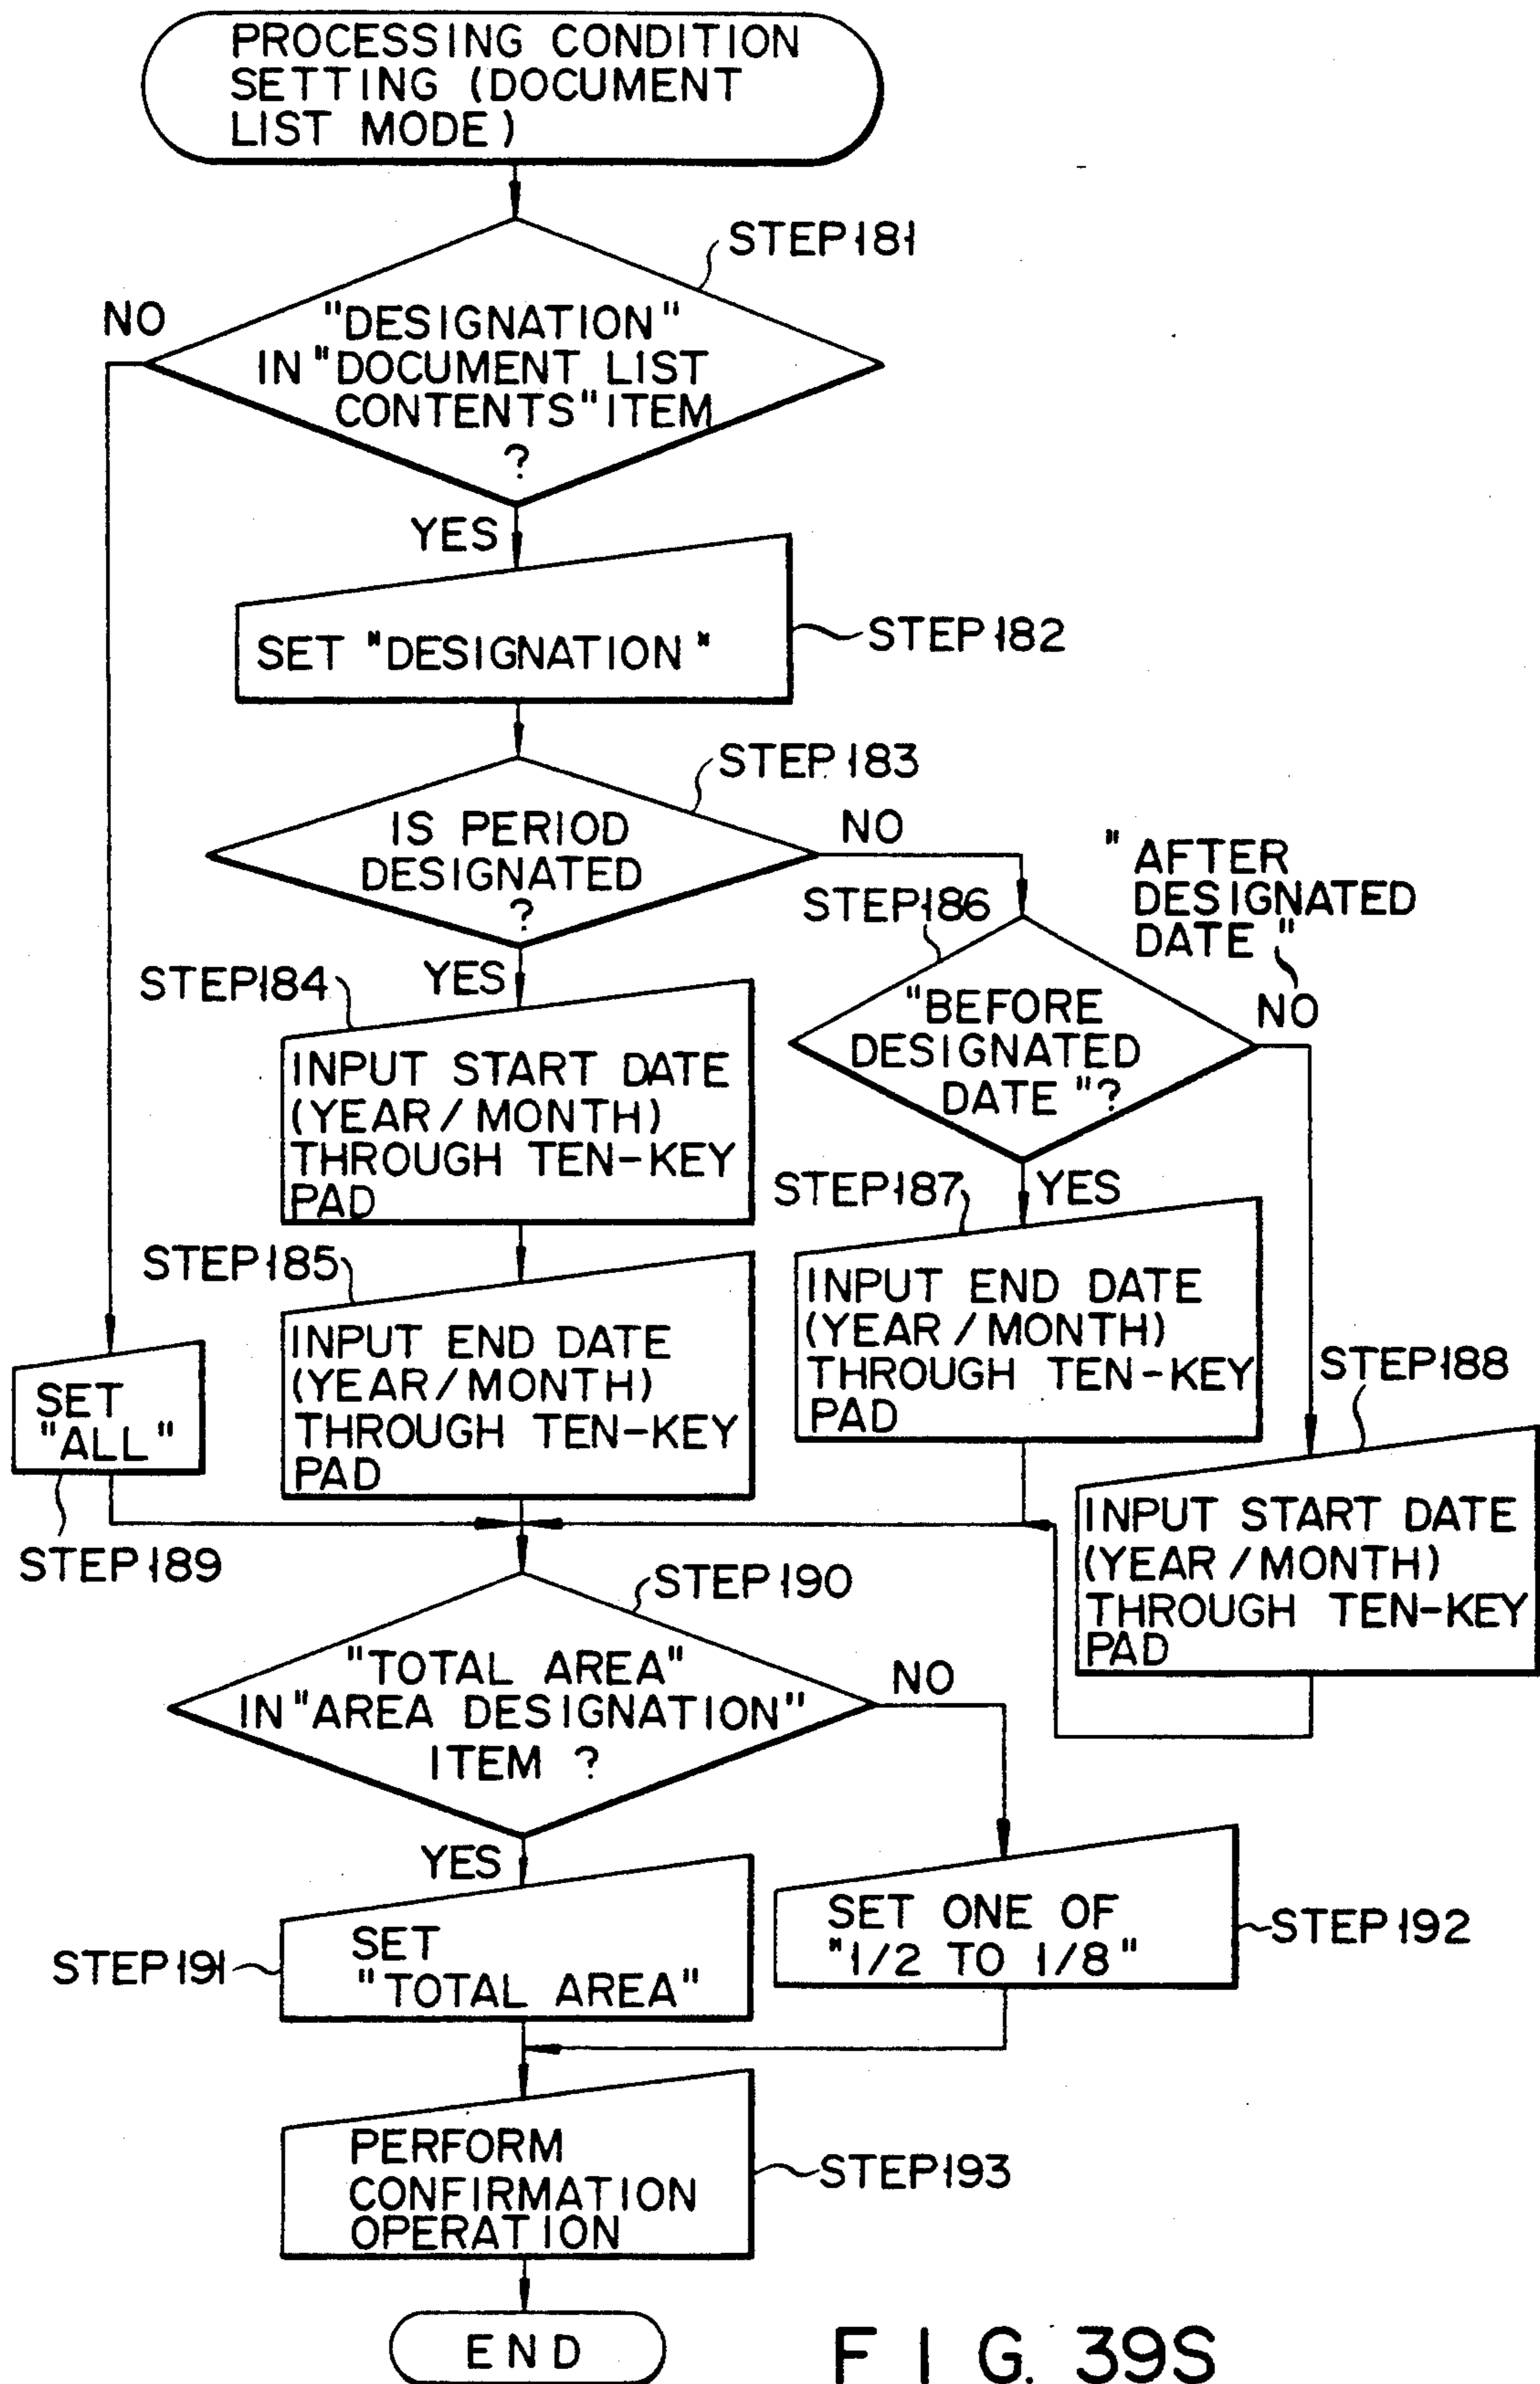 PROCESSING CONDITION
SETTING (DOCUMENT
LIST MODE)
STEP 181
NO
"DESIGNATION"
IN "DOCUMENT LIST
CONTENTS" ITEM
?
YES
SET "DESIGNATION"
STEP 182
STEP 183
IS PERIOD
DESIGNATED
?
NO
"AFTER
DESIGNATED
DATE"
STEP 186
STEP 184
YES
"BEFORE
DESIGNATED
DATE"?
NO
INPUT START DATE
(YEAR/MONTH)
THROUGH TEN-KEY
PAD
STEP 187
YES
STEP 185
INPUT END DATE
(YEAR/MONTH)
THROUGH TEN-KEY
PAD
INPUT END DATE
(YEAR/MONTH)
THROUGH TEN-KEY
PAD
STEP 188
SET
"ALL"
INPUT START DATE
(YEAR/MONTH)
THROUGH TEN-KEY
PAD
STEP 189
STEP 190
"TOTAL AREA"
IN "AREA DESIGNATION"
ITEM ?
NO
YES
SET
"TOTAL AREA"
STEP 191
SET ONE OF
"1/2 TO 1/8"
STEP 192
PERFORM
CONFIRMATION
OPERATION
STEP 193
END
FIG. 39S